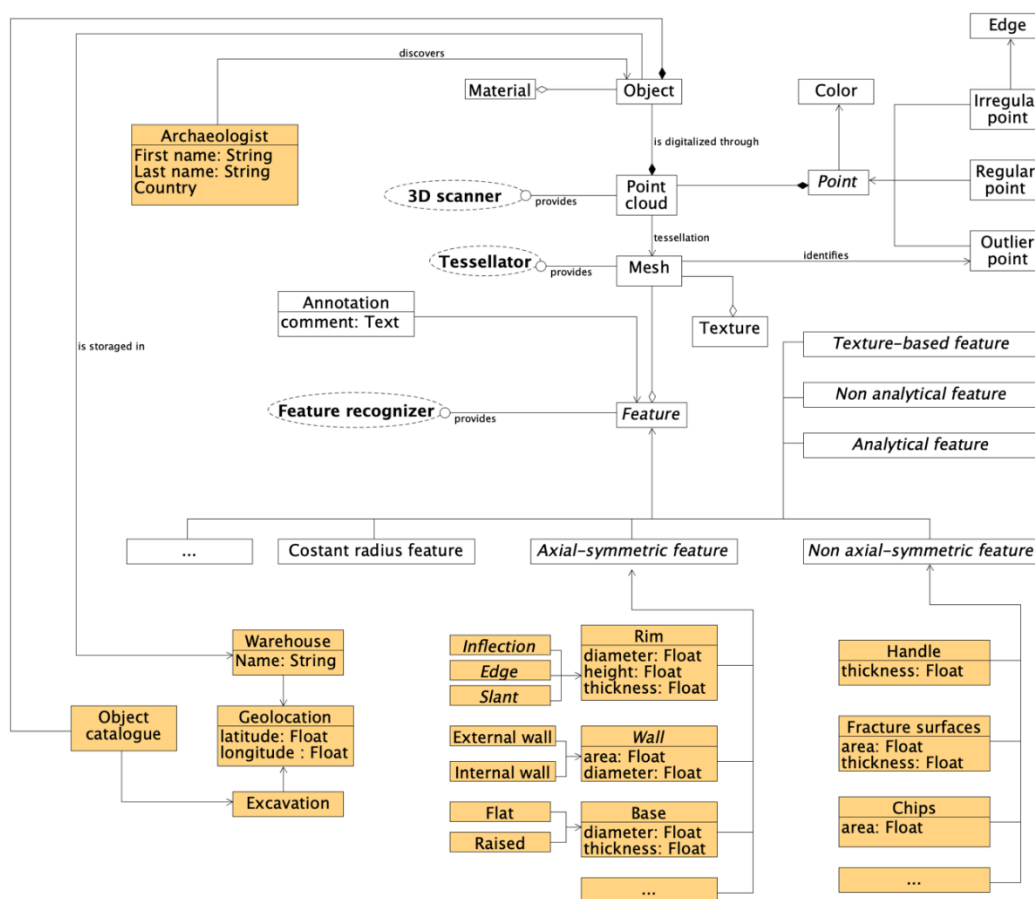 Edge
discovers
Material
Object
Color
Irregular
point
Archaeologist
First name: String
Last name: String
Country
is digitalized through
3D scanner
provides
Point
cloud
Point
Regular
point
tessellation
Tessellator
provides
Mesh
identifies
Outlier
point
Annotation
comment: Text
Texture
is storaged in
Texture-based feature
Non analytical feature
Feature recognizer
provides
Feature
Analytical feature
...
Costant radius feature
Axial-symmetric feature
Non axial-symmetric feature
Warehouse
Name: String
Object
catalogue
Geolocation
latitude: Float
longitude : Float
Excavation
Inflection
Edge
Slant
Rim
diameter: Float
height: Float
thickness: Float
External wall
Internal wall
Wall
area: Float
diameter: Float
Flat
Raised
Base
diameter: Float
thickness: Float
...
Handle
thickness: Float
Fracture surfaces
area: Float
thickness: Float
Chips
area: Float
...